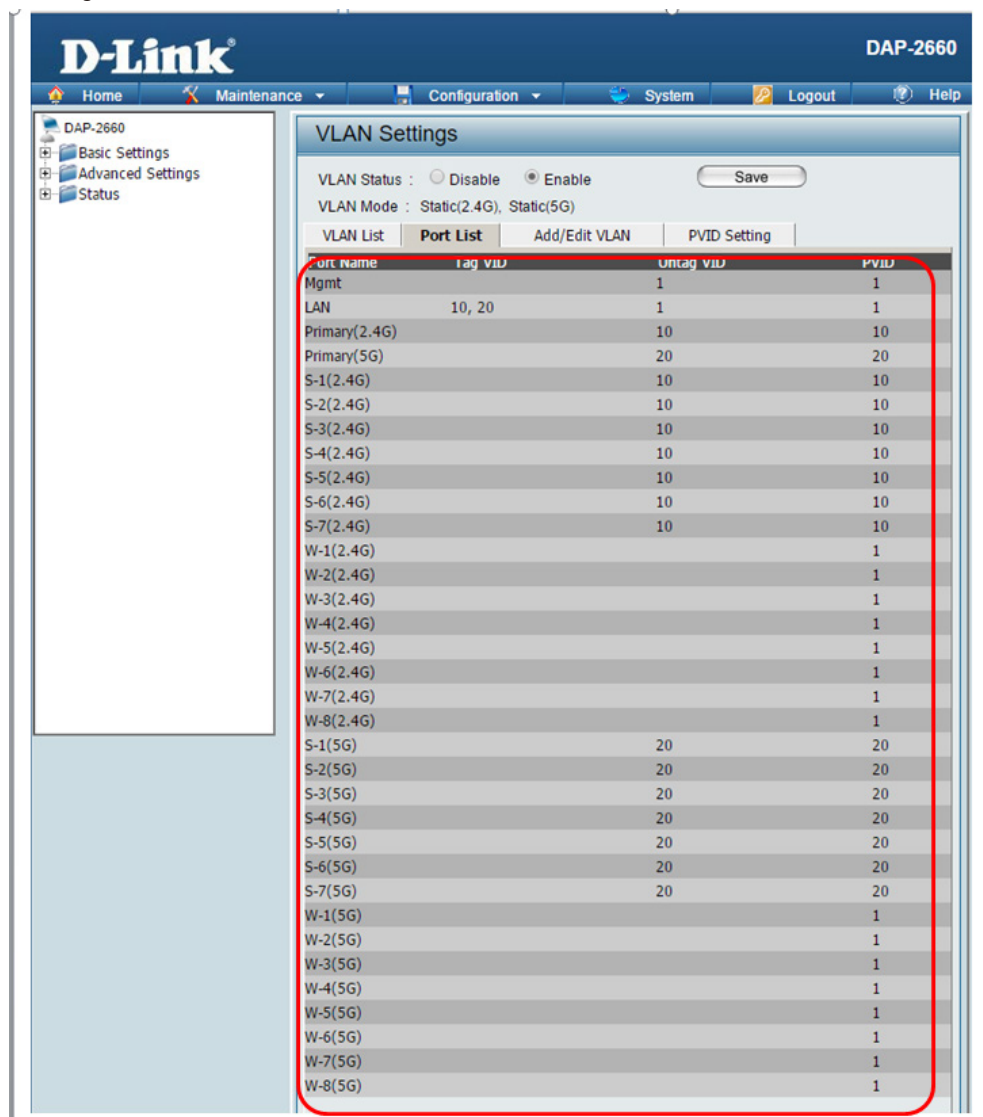 D-Link®
DAP-2660
Home Maintenance Configuration System Logout Help
DAP-2660
Basic Settings
Advanced Settings
Status
VLAN Settings
VLAN Status : Disable Enable Save
VLAN Mode : Static(2.4G), Static(5G)
VLAN List Port List Add/Edit VLAN PVID Setting
Port Name Tag VID Untag VID PVID
Mgmt 1 1
LAN 10, 20 1 1
Primary(2.4G) 10 10
Primary(5G) 20 20
S-1(2.4G) 10 10
S-2(2.4G) 10 10
S-3(2.4G) 10 10
S-4(2.4G) 10 10
S-5(2.4G) 10 10
S-6(2.4G) 10 10
S-7(2.4G) 10 10
W-1(2.4G) 1
W-2(2.4G) 1
W-3(2.4G) 1
W-4(2.4G) 1
W-5(2.4G) 1
W-6(2.4G) 1
W-7(2.4G) 1
W-8(2.4G) 1
S-1(5G) 20 20
S-2(5G) 20 20
S-3(5G) 20 20
S-4(5G) 20 20
S-5(5G) 20 20
S-6(5G) 20 20
S-7(5G) 20 20
W-1(5G) 1
W-2(5G) 1
W-3(5G) 1
W-4(5G) 1
W-5(5G) 1
W-6(5G) 1
W-7(5G) 1
W-8(5G) 1